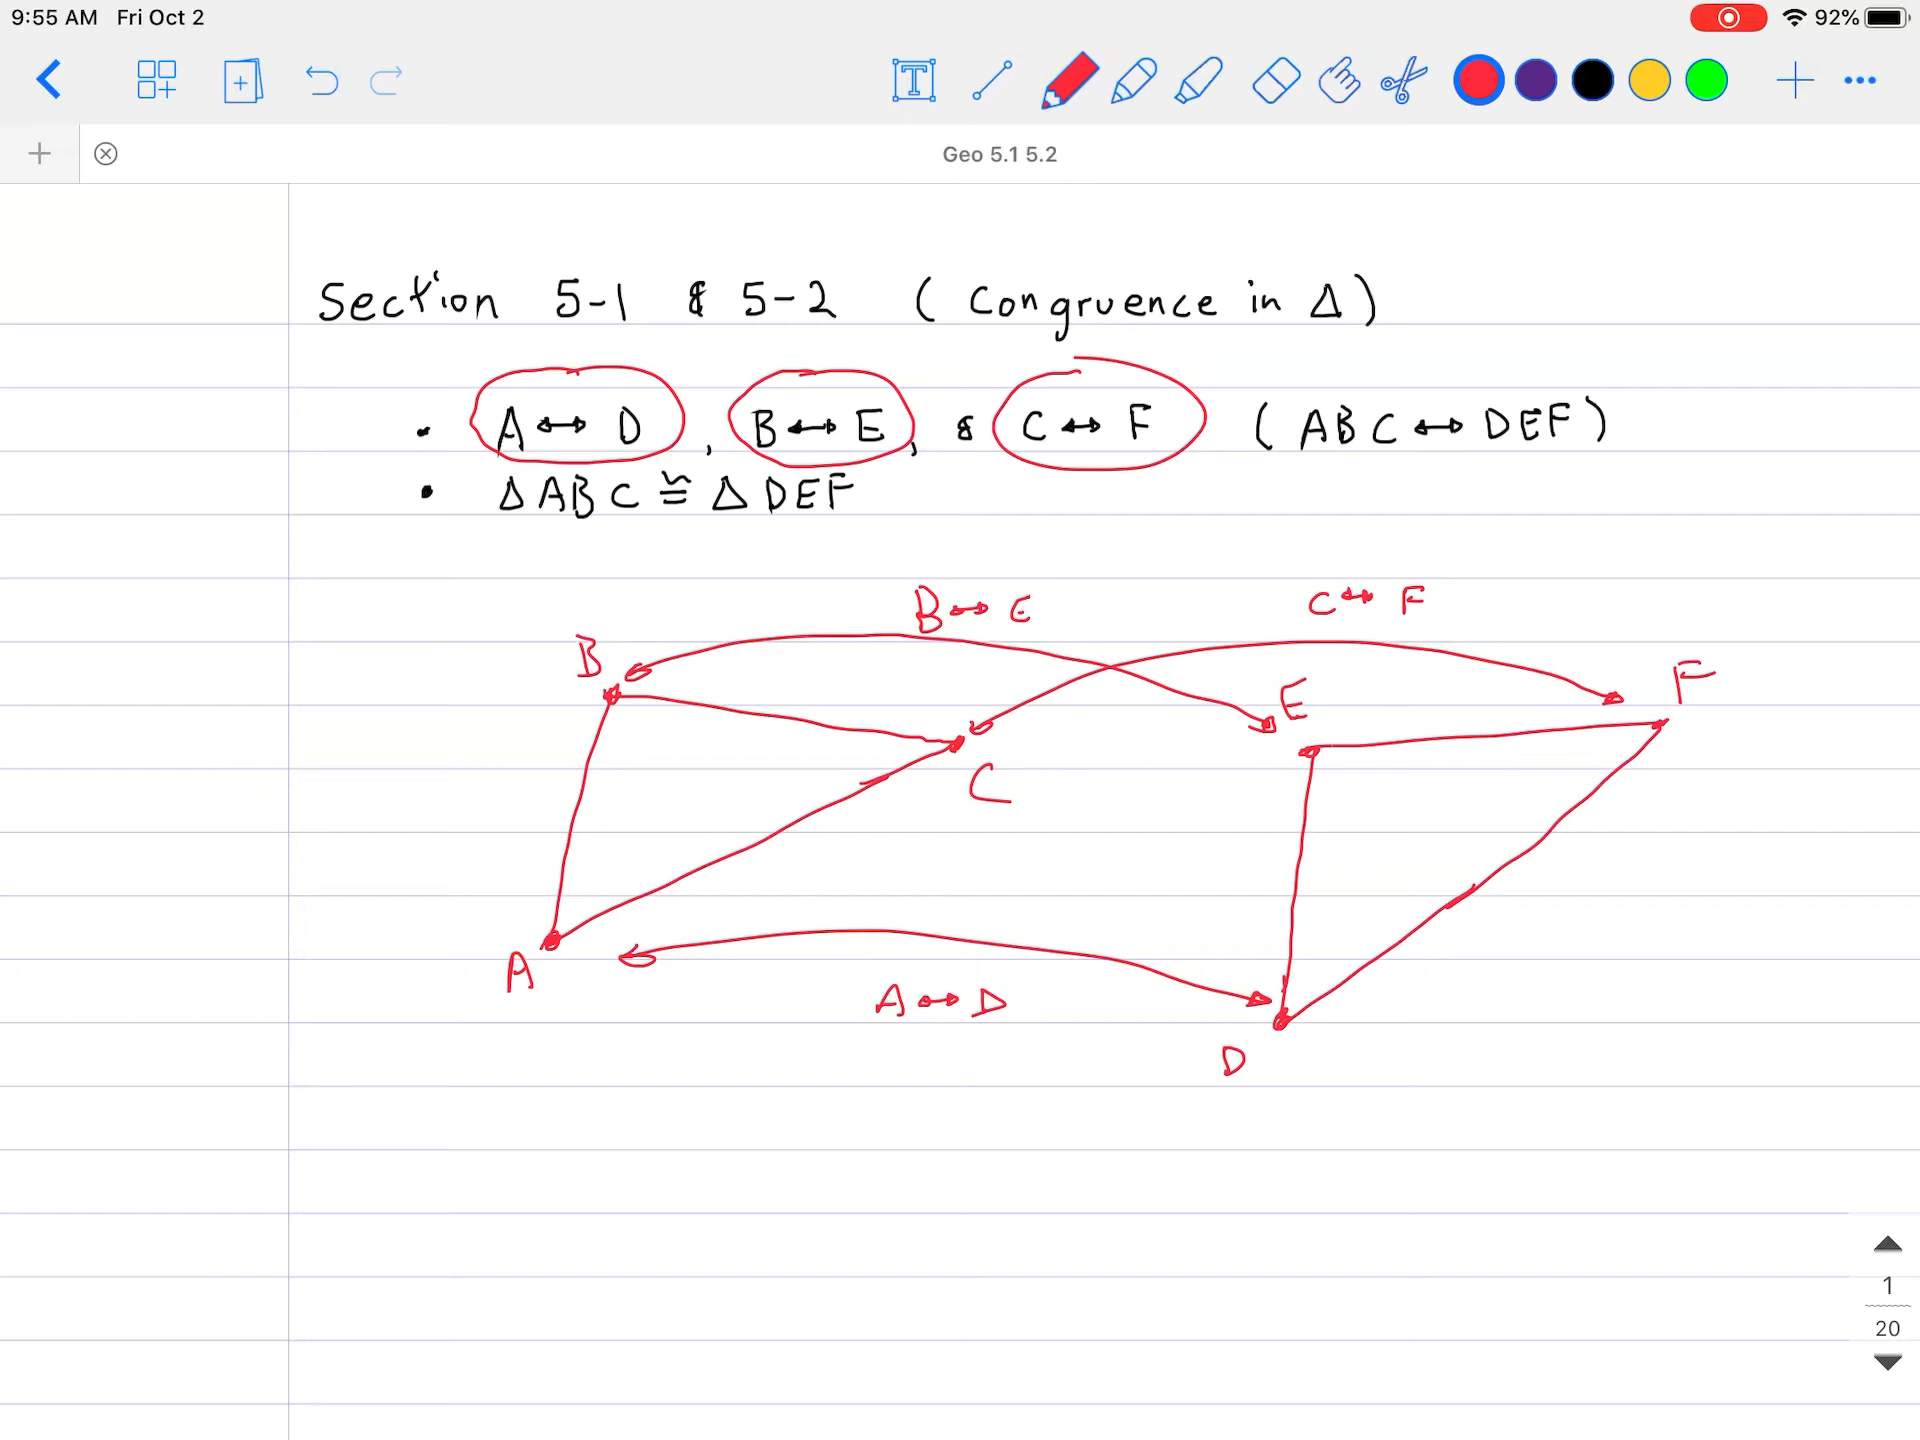 9:55 AM Fri Oct 2 92%
T
Geo 5.1 5.2
Section 5-1 & 5-2 ( Congruence in Δ )
• A ↔ D , B ↔ E , & C ↔ F ( ABC ↔ DEF )
• ΔABC ≅ ΔDEF
B ↔ E C ↔ F
B E F
C
A
A ↔ D
D
1
20